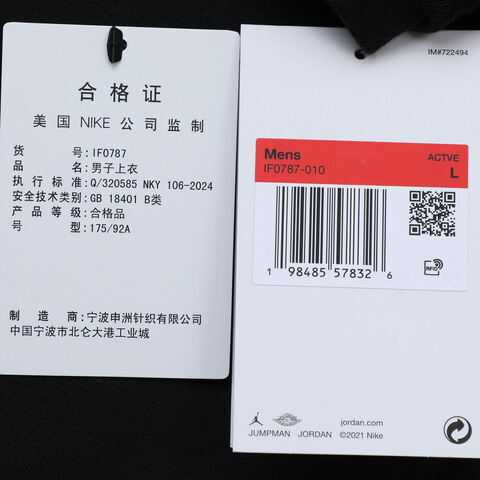 合格证
美国 NIKE 公司监制
货 号:IF0787
品 名:男子上衣
执行标准:Q/320585 NKY 106-2024
安全技术类别:GB 18401 B类
产品等级:合格品
号 型:175/92A
制造商:宁波申洲针织有限公司
中国宁波市北仑大港工业城
IM#722494
Mens ACTVE
IF0787-010 L
1 98485 57832 6
RFID
jordan.com
JUMPMAN JORDAN ©2021 Nike